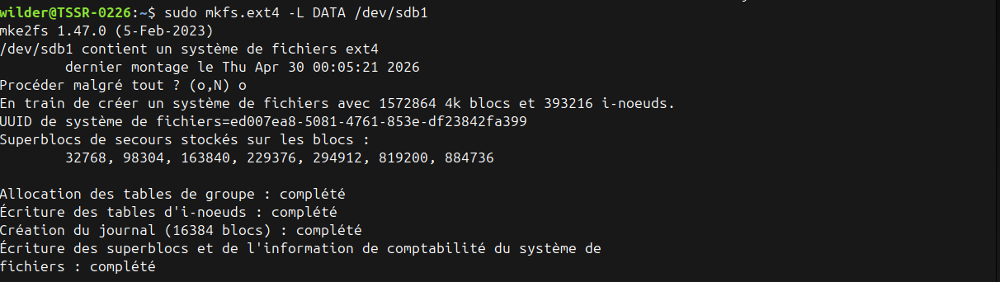 wilder@TSSR-0226:~$ sudo mkfs.ext4 -L DATA /dev/sdb1
mke2fs 1.47.0 (5-Feb-2023)
/dev/sdb1 contient un système de fichiers ext4
        dernier montage le Thu Apr 30 00:05:21 2026
Procéder malgré tout ? (o,N) o
En train de créer un système de fichiers avec 1572864 4k blocs et 393216 i-noeuds.
UUID de système de fichiers=ed007ea8-5081-4761-853e-df23842fa399
Superblocs de secours stockés sur les blocs :
        32768, 98304, 163840, 229376, 294912, 819200, 884736

Allocation des tables de groupe : complété
Écriture des tables d'i-noeuds : complété
Création du journal (16384 blocs) : complété
Écriture des superblocs et de l'information de comptabilité du système de
fichiers : complété